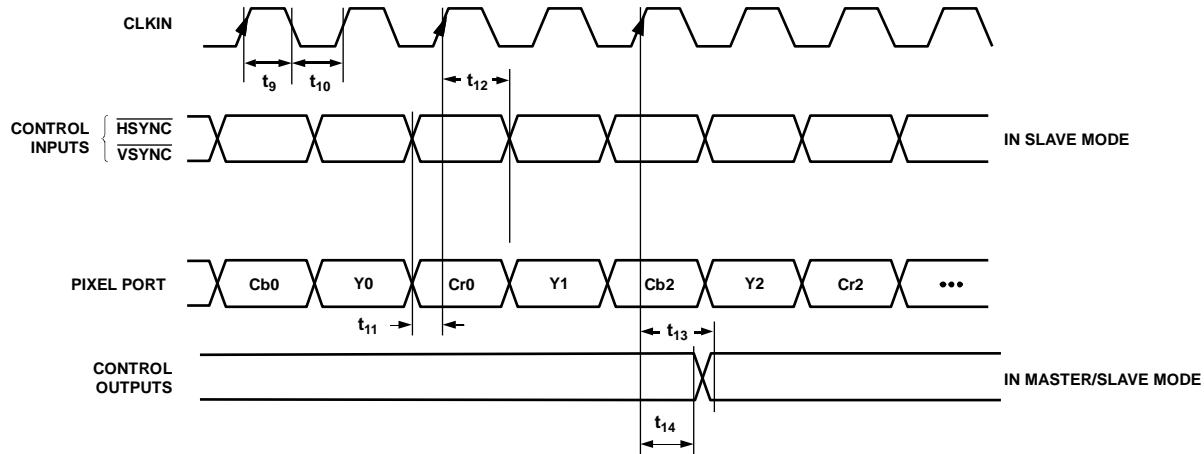 CLKIN
t9 t10 t12
CONTROL INPUTS
HSYNC
VSYNC
IN SLAVE MODE
PIXEL PORT
Cb0 Y0 Cr0 Y1 Cb2 Y2 Cr2 •••
t11
t13
CONTROL OUTPUTS
IN MASTER/SLAVE MODE
t14